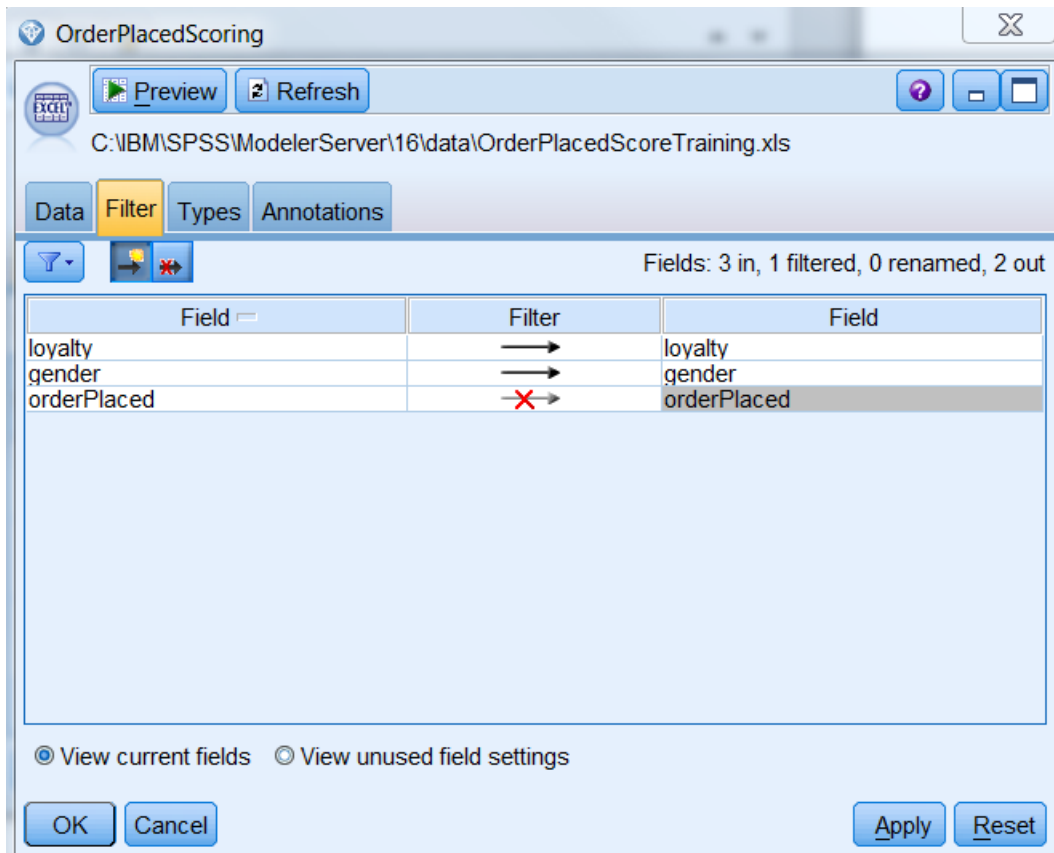 OrderPlacedScoring
EXCEL Preview Refresh
C:\IBM\SPSS\ModelerServer\16\data\OrderPlacedScoreTraining.xls
Data Filter Types Annotations
Fields: 3 in, 1 filtered, 0 renamed, 2 out
Field Filter Field
loyalty loyalty
gender gender
orderPlaced orderPlaced
View current fields View unused field settings
OK Cancel Apply Reset